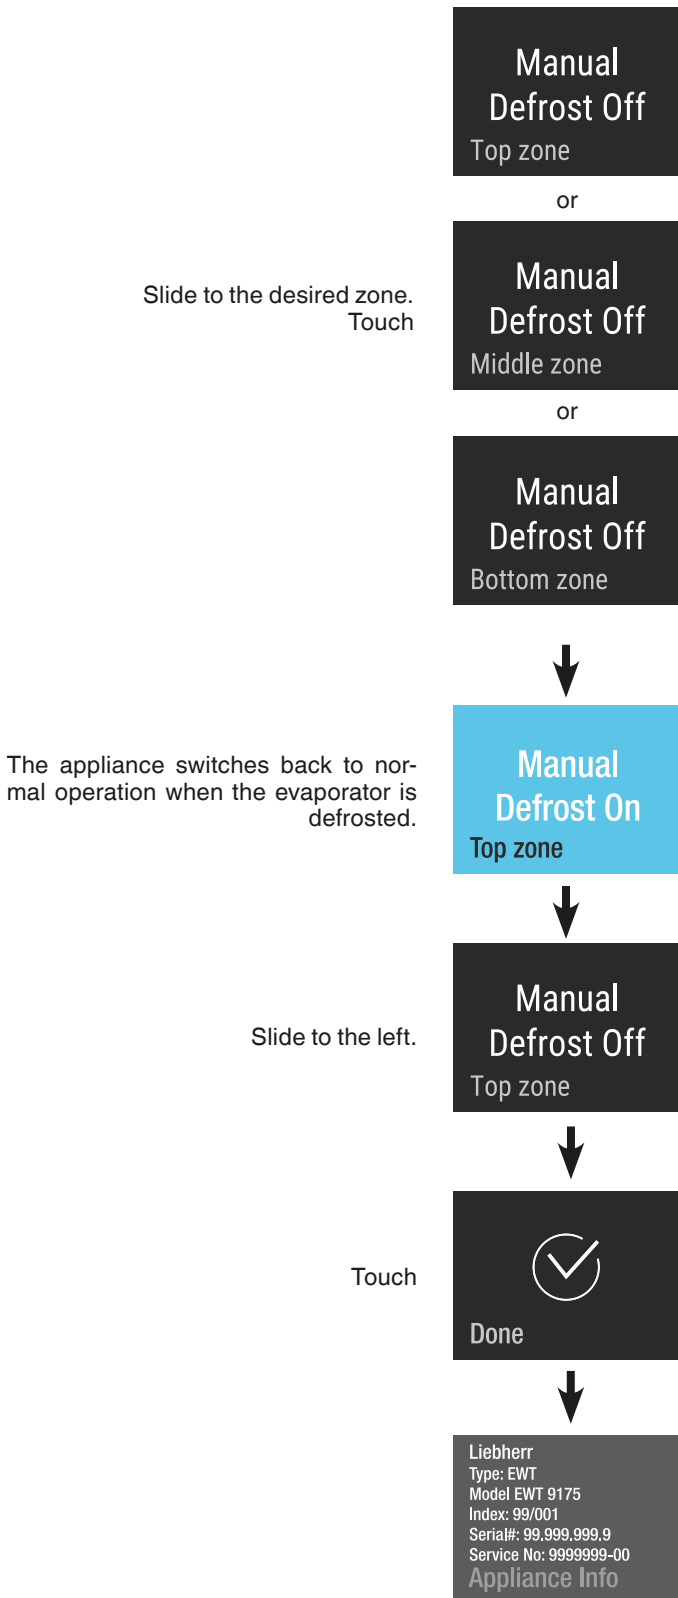 Manual
Defrost Off
Top zone
or
Slide to the desired zone.
Touch
Manual
Defrost Off
Middle zone
or
Manual
Defrost Off
Bottom zone
The appliance switches back to nor-
mal operation when the evaporator is
defrosted.
Manual
Defrost On
Top zone
Slide to the left.
Manual
Defrost Off
Top zone
Touch
Done
Liebherr
Type: EWT
Model EWT 9175
Index: 99/001
Serial#: 99.999.999.9
Service No: 9999999-00
Appliance Info